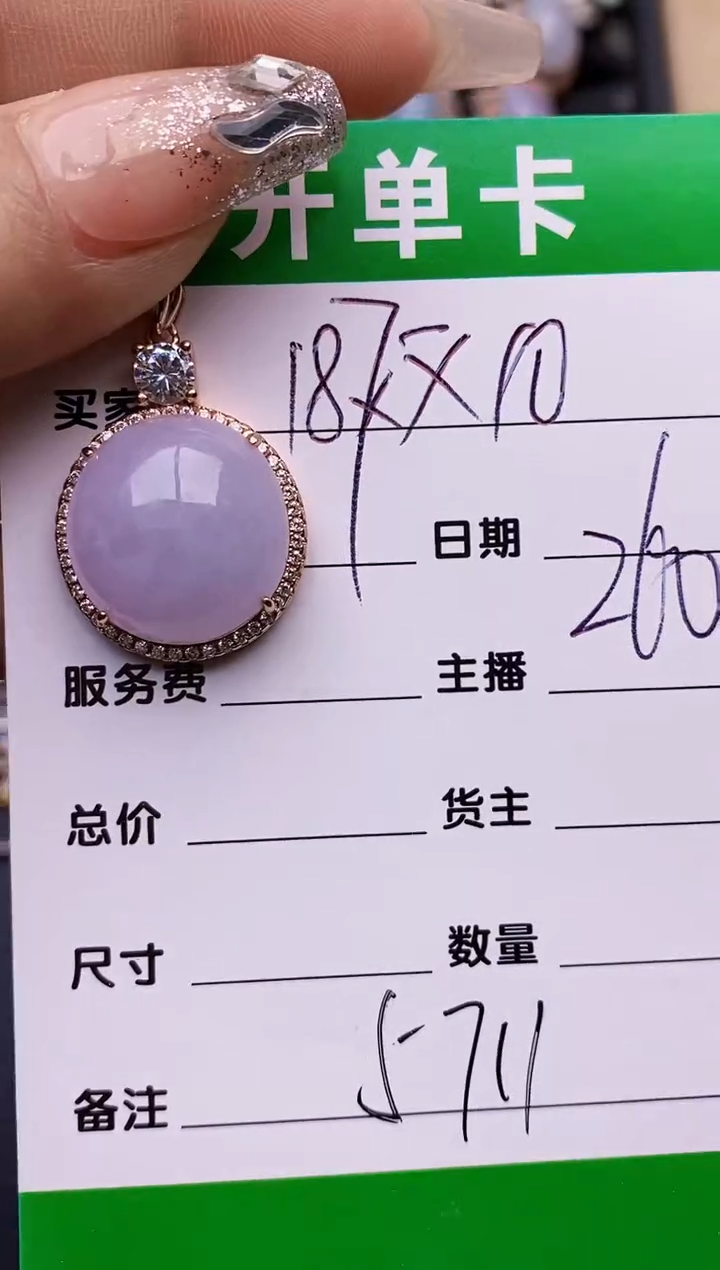 开单卡
买家
日期 260
服务费 主播
总价 货主
尺寸 数量
备注 5711